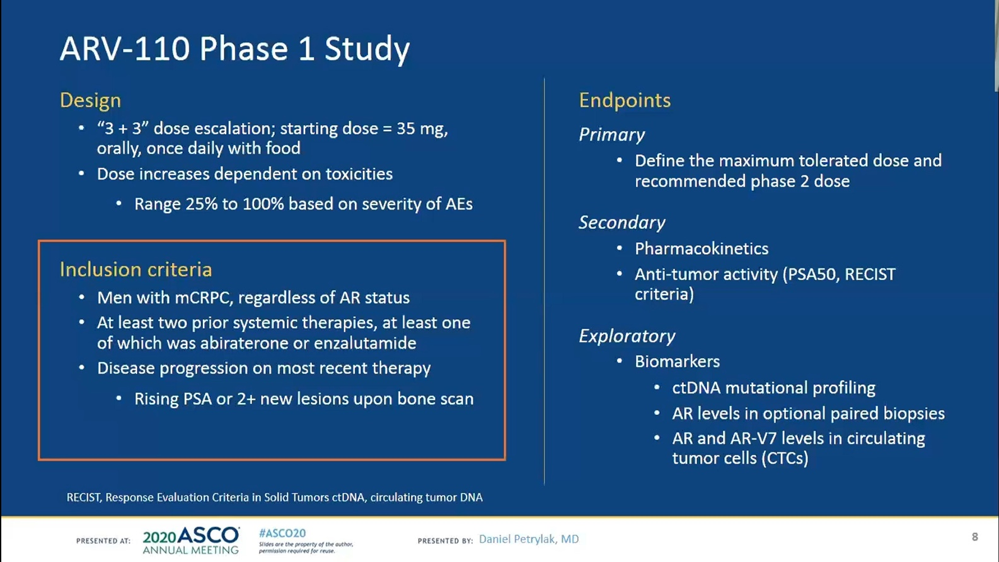 ARV-110 Phase 1 Study
Design
• “3 + 3” dose escalation; starting dose = 35 mg,
orally, once daily with food
• Dose increases dependent on toxicities
• Range 25% to 100% based on severity of AEs
Inclusion criteria
• Men with mCRPC, regardless of AR status
• At least two prior systemic therapies, at least one
of which was abiraterone or enzalutamide
• Disease progression on most recent therapy
• Rising PSA or 2+ new lesions upon bone scan
Endpoints
Primary
• Define the maximum tolerated dose and
recommended phase 2 dose
Secondary
• Pharmacokinetics
• Anti-tumor activity (PSA50, RECIST
criteria)
Exploratory
• Biomarkers
• ctDNA mutational profiling
• AR levels in optional paired biopsies
• AR and AR-V7 levels in circulating
tumor cells (CTCs)
RECIST, Response Evaluation Criteria in Solid Tumors ctDNA, circulating tumor DNA
PRESENTED AT:
2020 ASCO
ANNUAL MEETING
#ASCO20
Slides are the property of the author,
permission required for reuse.
PRESENTED BY: Daniel Petrylak, MD
8